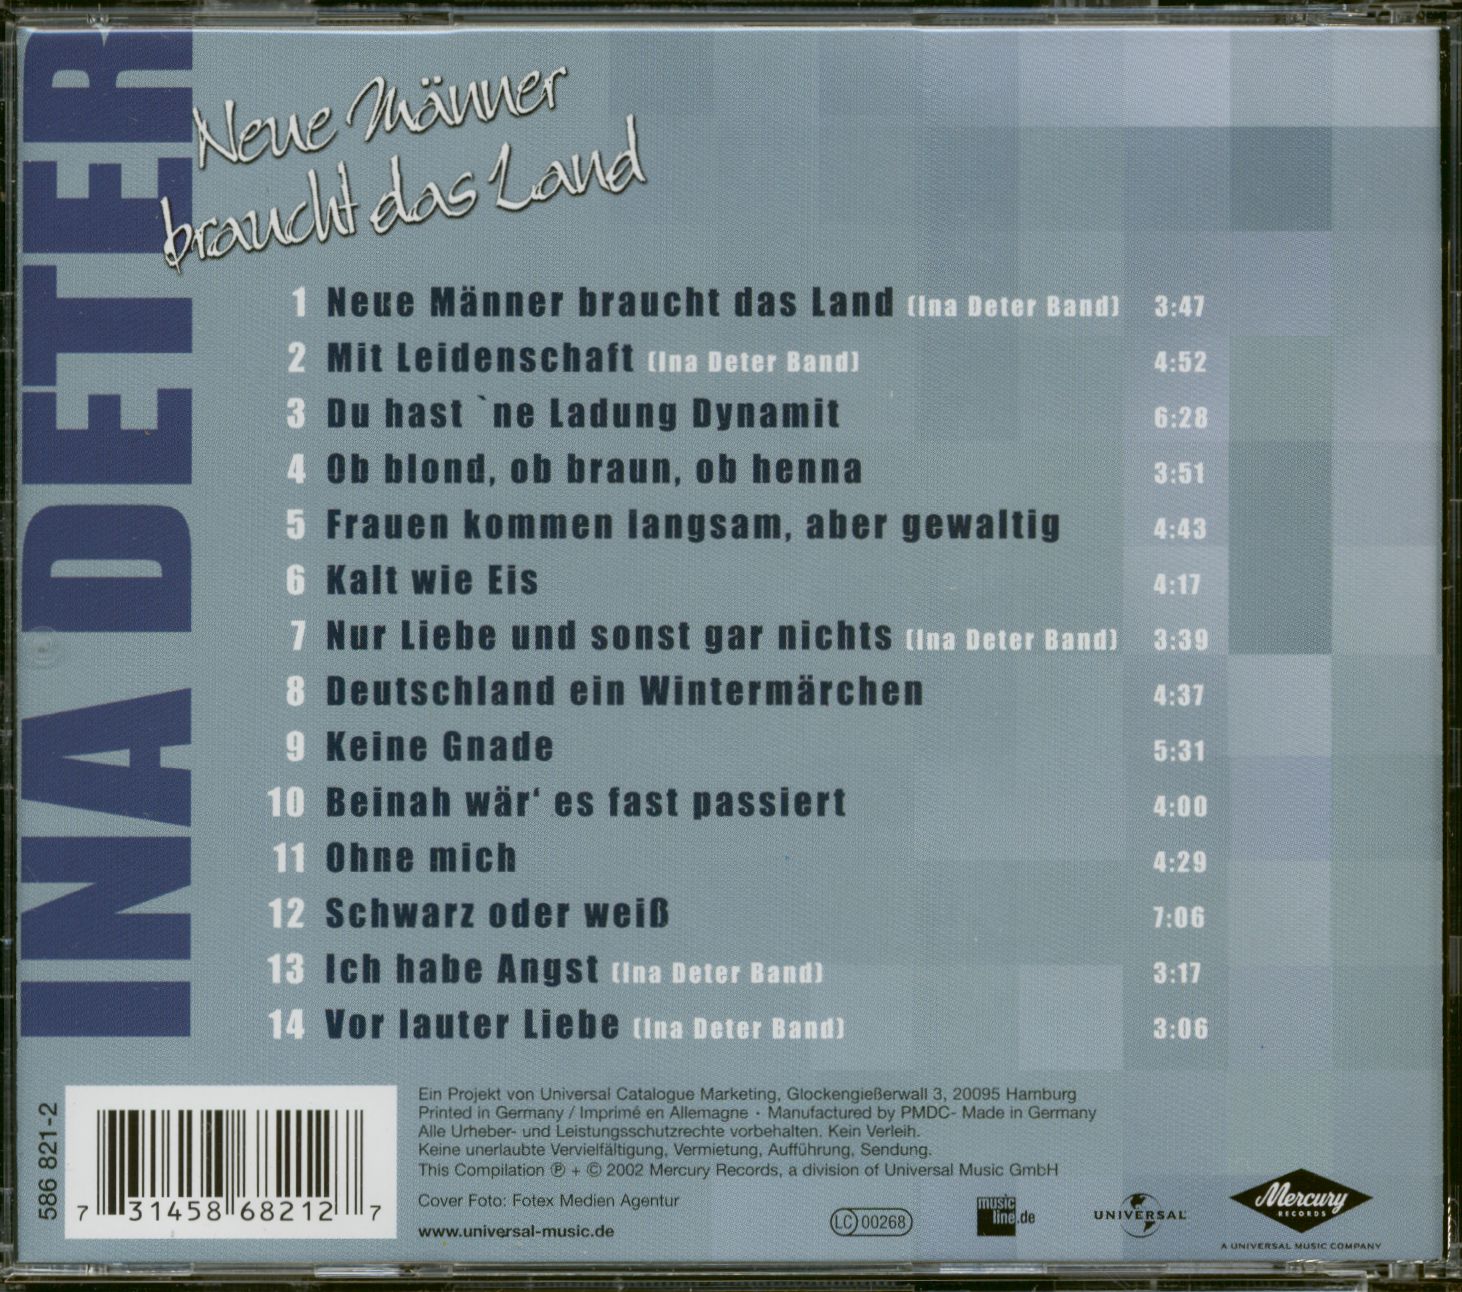 INA DETER
Neue Männer
braucht das Land
1 Neue Männer braucht das Land (Ina Deter Band) 3:47
2 Mit Leidenschaft (Ina Deter Band) 4:52
3 Du hast `ne Ladung Dynamit 6:28
4 Ob blond, ob braun, ob henna 3:51
5 Frauen kommen langsam, aber gewaltig 4:43
6 Kalt wie Eis 4:17
7 Nur Liebe und sonst gar nichts (Ina Deter Band) 3:39
8 Deutschland ein Wintermärchen 4:37
9 Keine Gnade 5:31
10 Beinah wär‘ es fast passiert 4:00
11 Ohne mich 4:29
12 Schwarz oder weiß 7:06
13 Ich habe Angst (Ina Deter Band) 3:17
14 Vor lauter Liebe (Ina Deter Band) 3:06
586 821-2
7 31458 68212 7
Ein Projekt von Universal Catalogue Marketing, Glockengießerwall 3, 20095 Hamburg
Printed in Germany / Imprimé en Allemagne · Manufactured by PMDC- Made in Germany
Alle Urheber- und Leistungsschutzrechte vorbehalten. Kein Verleih.
Keine unerlaubte Vervielfältigung, Vermietung, Aufführung, Sendung.
This Compilation ℗ + © 2002 Mercury Records, a division of Universal Music GmbH
Cover Foto: Fotex Medien Agentur
www.universal-music.de
LC 00268
music
line.de
UNIVERSAL
Mercury
RECORDS
A UNIVERSAL MUSIC COMPANY